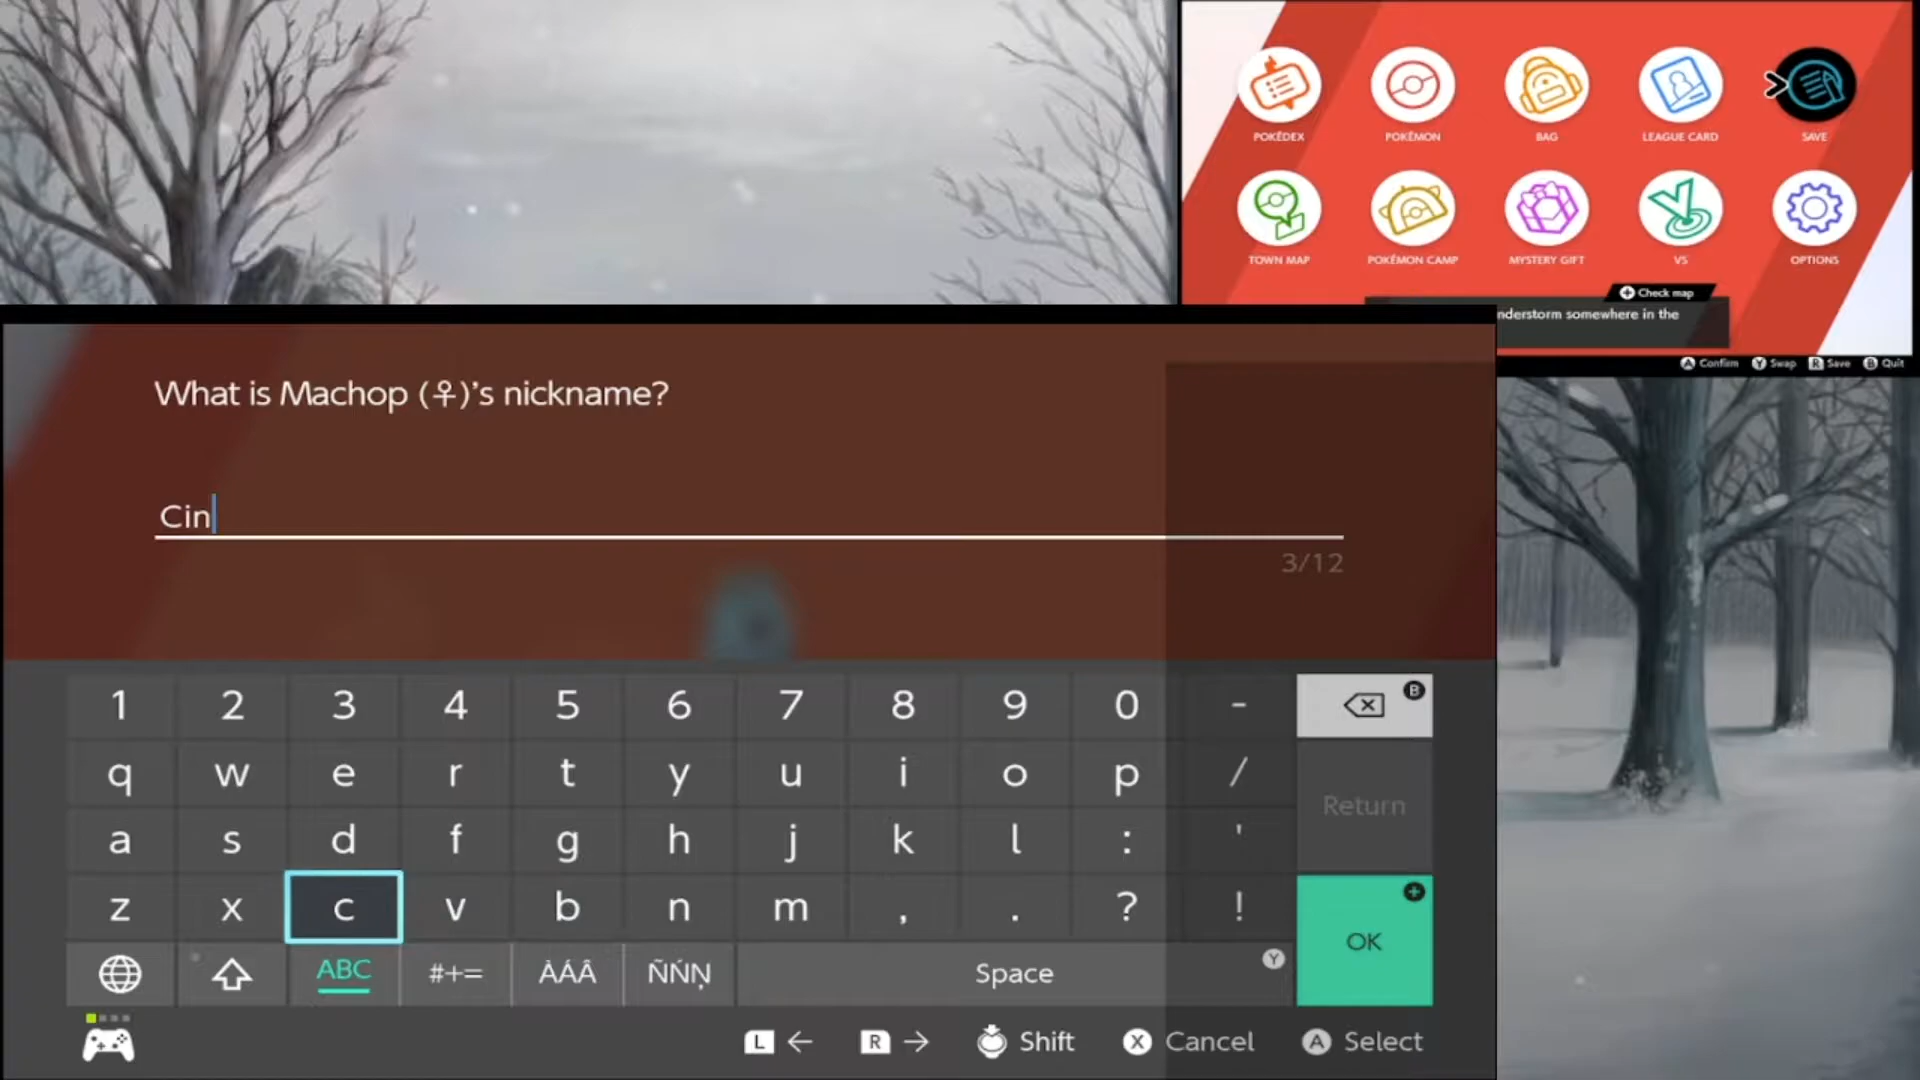 POKÉDEX
POKÉMON
BAG
LEAGUE CARD
SAVE
TOWN MAP
POKÉMON CAMP
MYSTERY GIFT
VS
OPTIONS
Check map
nderstorm somewhere in the
A Confirm Y Swap R Save B Quit
What is Machop (♀)'s nickname?
Cin
3/12
1 2 3 4 5 6 7 8 9 0 - B
q w e r t y u i o p / Return
a s d f g h j k l : '
z x c v b n m , . ? ! OK
ABC #+= ÀÁÂ ÑŃṆ Space Y
L ← R → Shift X Cancel A Select